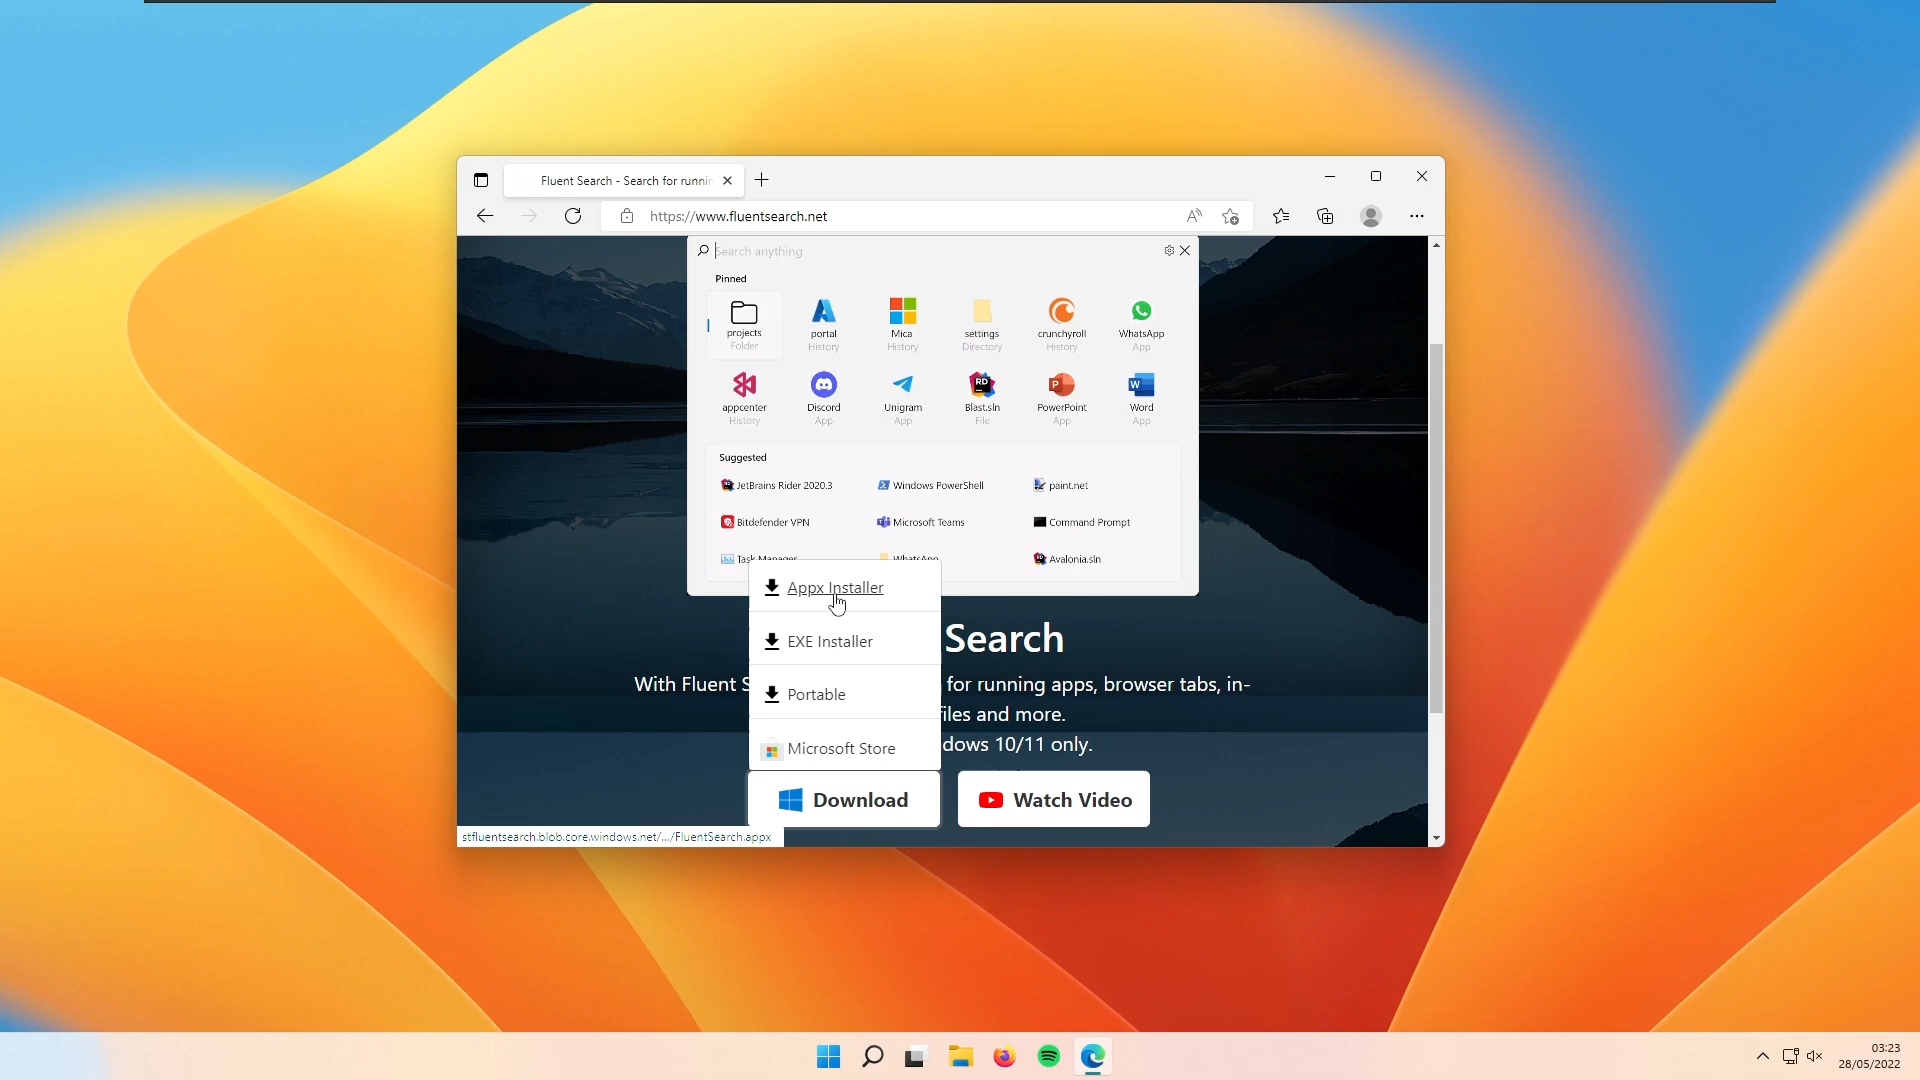 Fluent Search - Search for runnin
https://www.fluentsearch.net
Search anything
Pinned
projects
Folder
portal
History
Mica
History
settings
Directory
crunchyroll
History
WhatsApp
App
appcenter
History
Discord
App
Unigram
App
Blast.sln
File
PowerPoint
App
Word
App
Suggested
JetBrains Rider 2020.3
Windows PowerShell
paint.net
Bitdefender VPN
Microsoft Teams
Command Prompt
Task Manager
WhatsApp
Avalonia.sln
Appx Installer
EXE Installer
Portable
Microsoft Store
Search
With Fluent S
for running apps, browser tabs, in-
files and more.
dows 10/11 only.
Download
Watch Video
stfluentsearch.blob.core.windows.net/.../FluentSearch.appx
03:23
28/05/2022